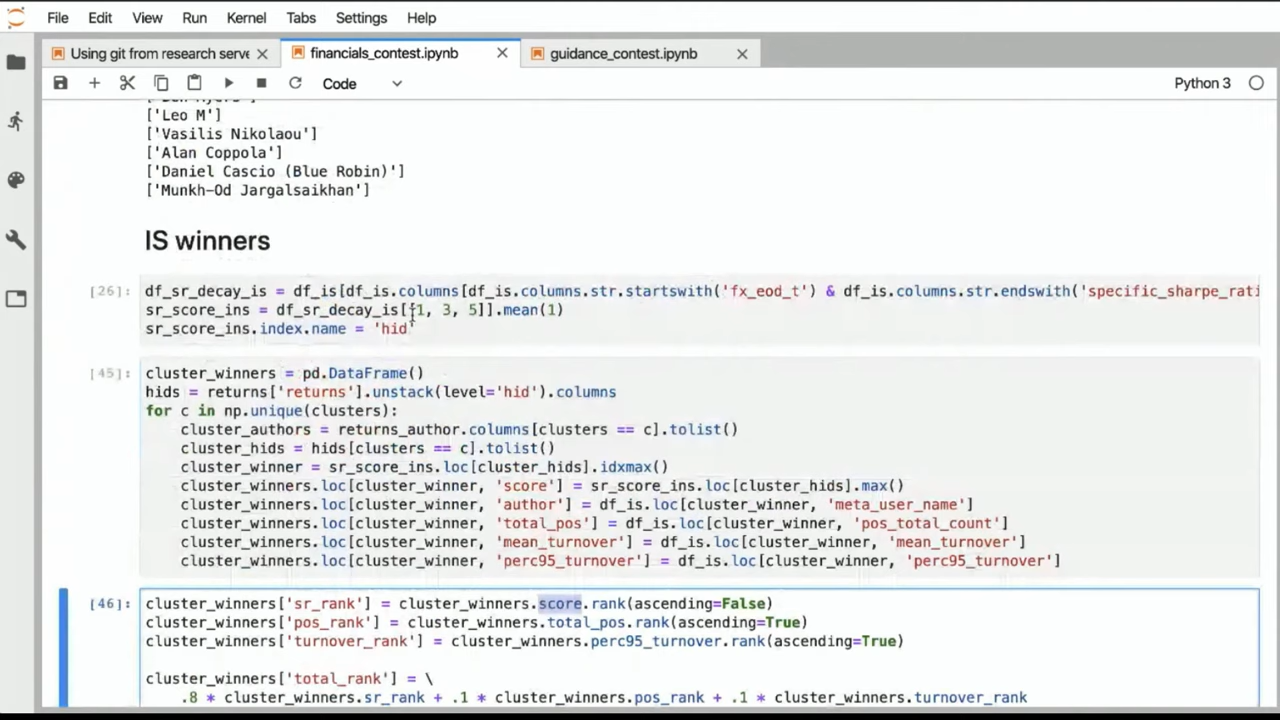 File Edit View Run Kernel Tabs Settings Help
Using git from research serve financials_contest.ipynb guidance_contest.ipynb
Code Python 3
['Leo M']
['Vasilis Nikolaou']
['Alan Coppola']
['Daniel Cascio (Blue Robin)']
['Munkh-Od Jargalsaikhan']
IS winners
[26]: df_sr_decay_is = df_is[df_is.columns[df_is.columns.str.startswith('fx_eod_t') & df_is.columns.str.endswith('specific_sharpe_rati
sr_score_ins = df_sr_decay_is[[1, 3, 5]].mean(1)
sr_score_ins.index.name = 'hid'
[45]: cluster_winners = pd.DataFrame()
hids = returns['returns'].unstack(level='hid').columns
for c in np.unique(clusters):
cluster_authors = returns_author.columns[clusters == c].tolist()
cluster_hids = hids[clusters == c].tolist()
cluster_winner = sr_score_ins.loc[cluster_hids].idxmax()
cluster_winners.loc[cluster_winner, 'score'] = sr_score_ins.loc[cluster_hids].max()
cluster_winners.loc[cluster_winner, 'author'] = df_is.loc[cluster_winner, 'meta_user_name']
cluster_winners.loc[cluster_winner, 'total_pos'] = df_is.loc[cluster_winner, 'pos_total_count']
cluster_winners.loc[cluster_winner, 'mean_turnover'] = df_is.loc[cluster_winner, 'mean_turnover']
cluster_winners.loc[cluster_winner, 'perc95_turnover'] = df_is.loc[cluster_winner, 'perc95_turnover']
[46]: cluster_winners['sr_rank'] = cluster_winners.score.rank(ascending=False)
cluster_winners['pos_rank'] = cluster_winners.total_pos.rank(ascending=True)
cluster_winners['turnover_rank'] = cluster_winners.perc95_turnover.rank(ascending=True)
cluster_winners['total_rank'] = \
.8 * cluster_winners.sr_rank + .1 * cluster_winners.pos_rank + .1 * cluster_winners.turnover_rank